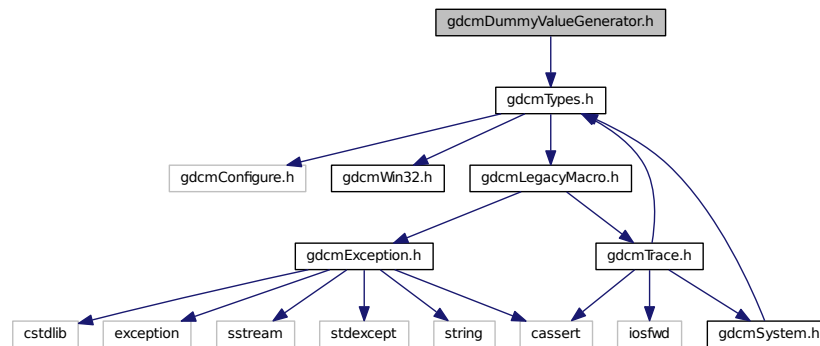 gdcmDummyValueGenerator.h
gdcmTypes.h
gdcmConfigure.h
gdcmWin32.h
gdcmLegacyMacro.h
gdcmException.h
gdcmTrace.h
cstdlib
exception
sstream
stdexcept
string
cassert
iosfwd
gdcmSystem.h